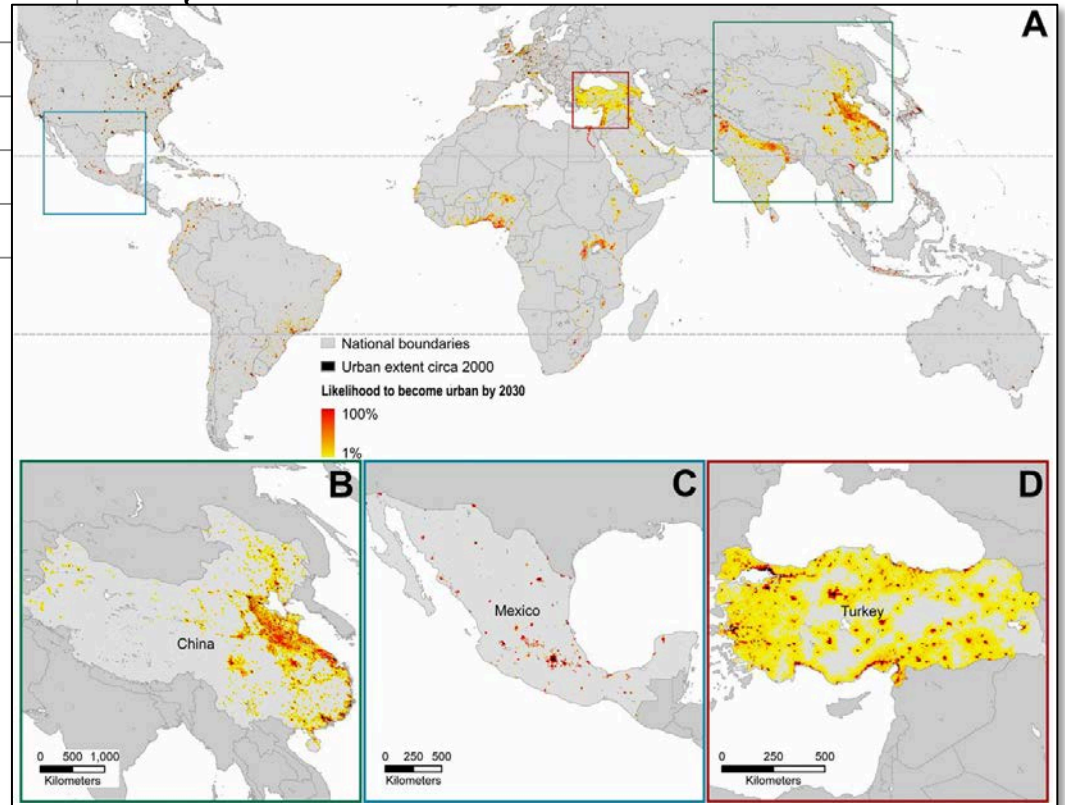 A
National boundaries
Urban extent circa 2000
Likelihood to become urban by 2030
100%
1%
B
China
0 500 1,000
Kilometers
C
Mexico
0 250 500
Kilometers
D
Turkey
0 250 500
Kilometers